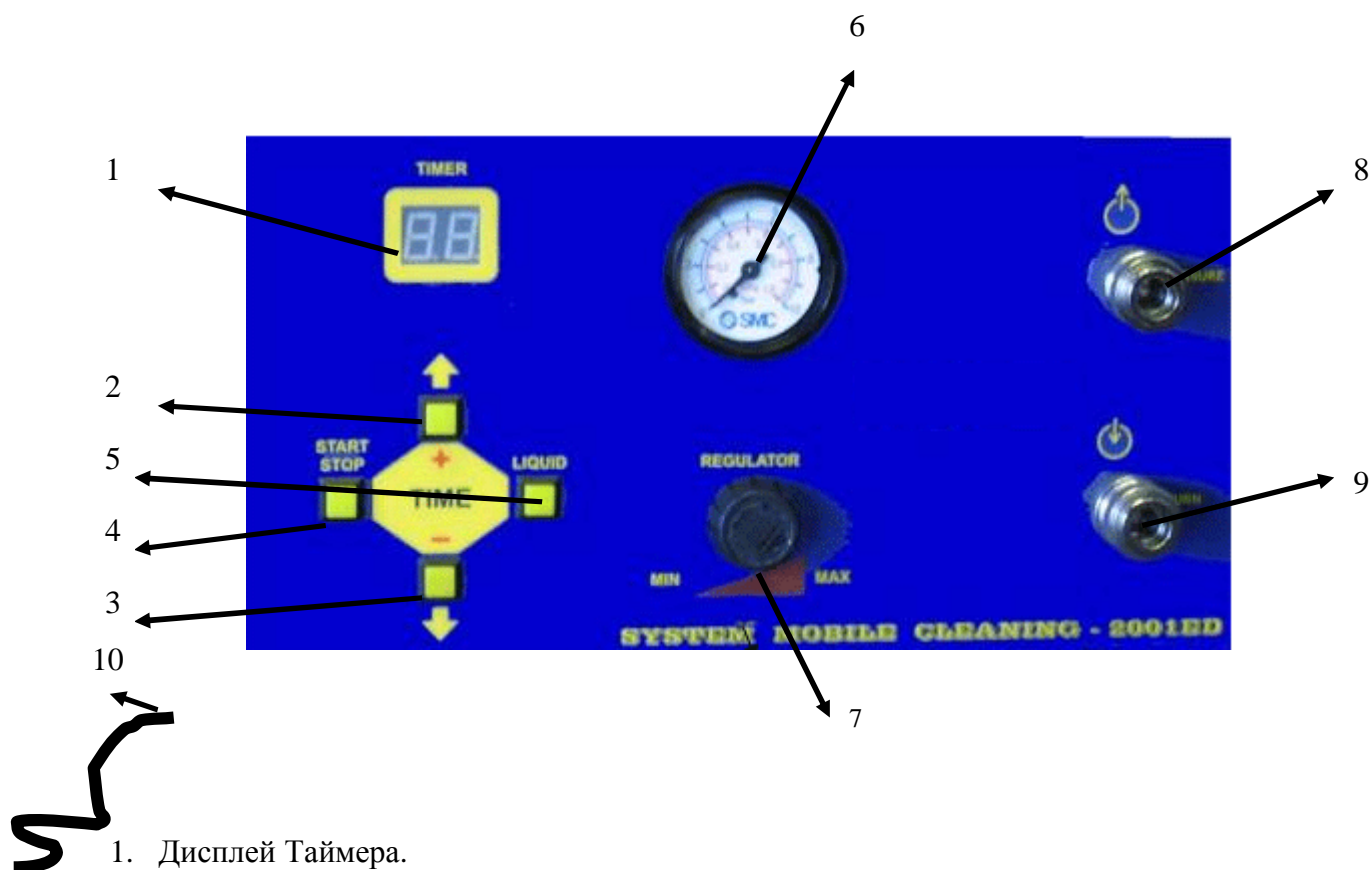 6
1
TIMER
8
2
START
STOP
5
LIQUID
REGULATOR
+
TIME
9
4
−
3
MIN
MAX
SMC
SYSTEM MOBILE CLEANING - 2001ED
10
7
1. Дисплей Таймера.